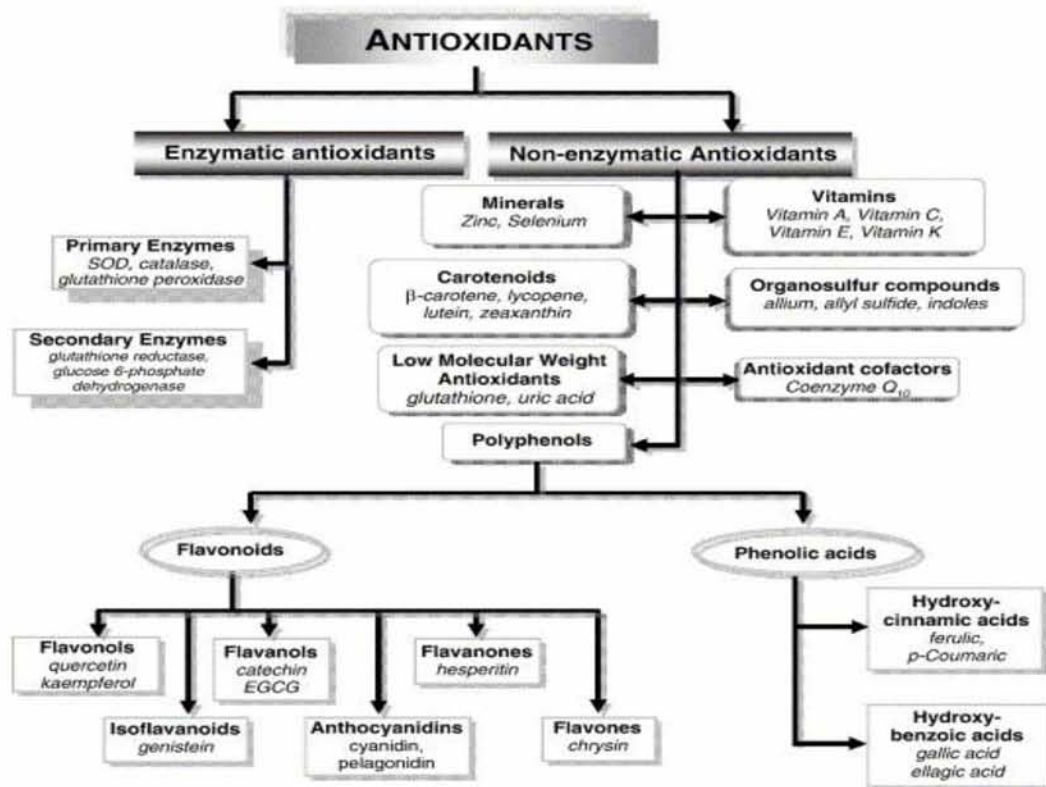 ANTIOXIDANTS
Enzymatic antioxidants
Non-enzymatic Antioxidants
Primary Enzymes
SOD, catalase,
glutathione peroxidase
Secondary Enzymes
glutathione reductase,
glucose 6-phosphate
dehydrogenase
Minerals
Zinc, Selenium
Vitamins
Vitamin A, Vitamin C,
Vitamin E, Vitamin K
Carotenoids
β-carotene, lycopene,
lutein, zeaxanthin
Organosulfur compounds
allium, allyl sulfide, indoles
Low Molecular Weight
Antioxidants
glutathione, uric acid
Antioxidant cofactors
Coenzyme Q₁₀
Polyphenols
Flavonoids
Phenolic acids
Flavonols
quercetin
kaempferol
Flavanols
catechin
EGCG
Flavanones
hesperitin
Isoflavanoids
genistein
Anthocyanidins
cyanidin,
pelagonidin
Flavones
chrysin
Hydroxy-
cinnamic acids
ferulic,
p-Coumaric
Hydroxy-
benzoic acids
gallic acid
ellagic acid